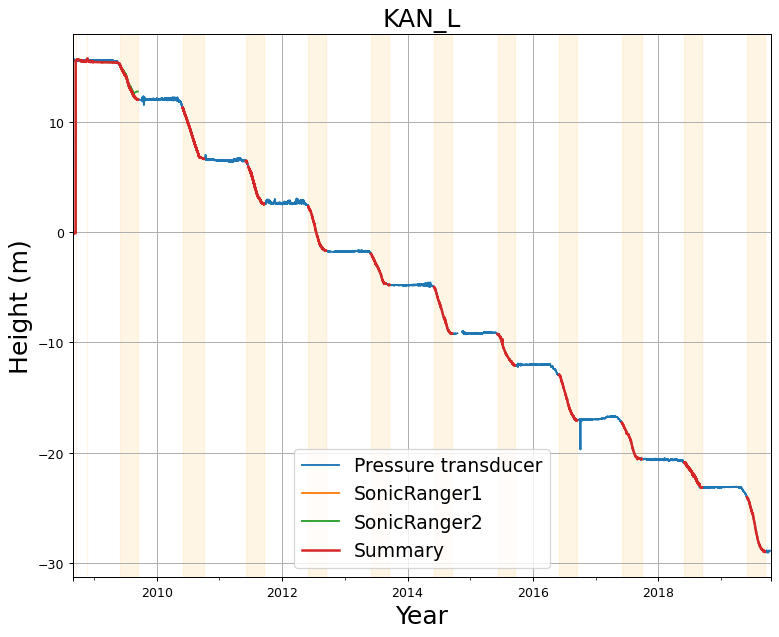 KAN_L
Height (m)
10
0
−10
−20
−30
Pressure transducer
SonicRanger1
SonicRanger2
Summary
2010
2012
2014
2016
2018
Year